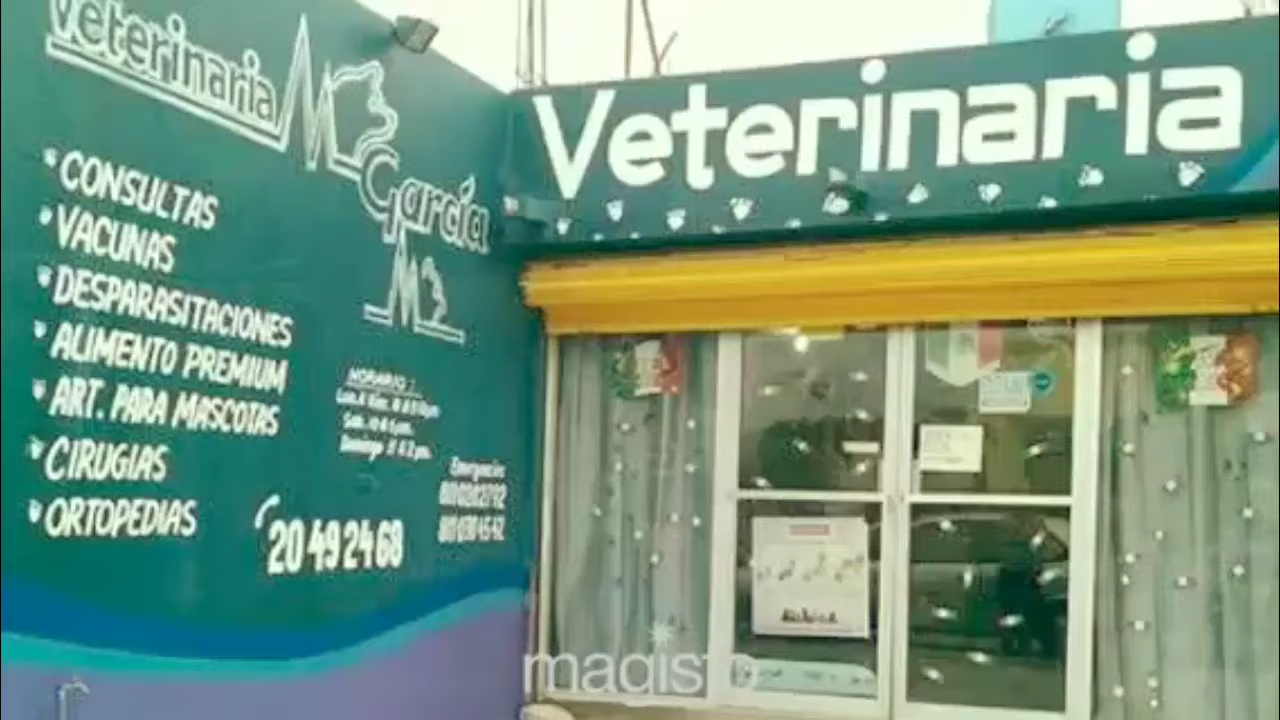 Veterinaria
García
CONSULTAS
VACUNAS
DESPARASITACIONES
ALIMENTO PREMIUM
ART. PARA MASCOTAS
CIRUGIAS
ORTOPEDIAS
HORARIO:
Emergencias
20 49 24 68
Veterinaria
magisto